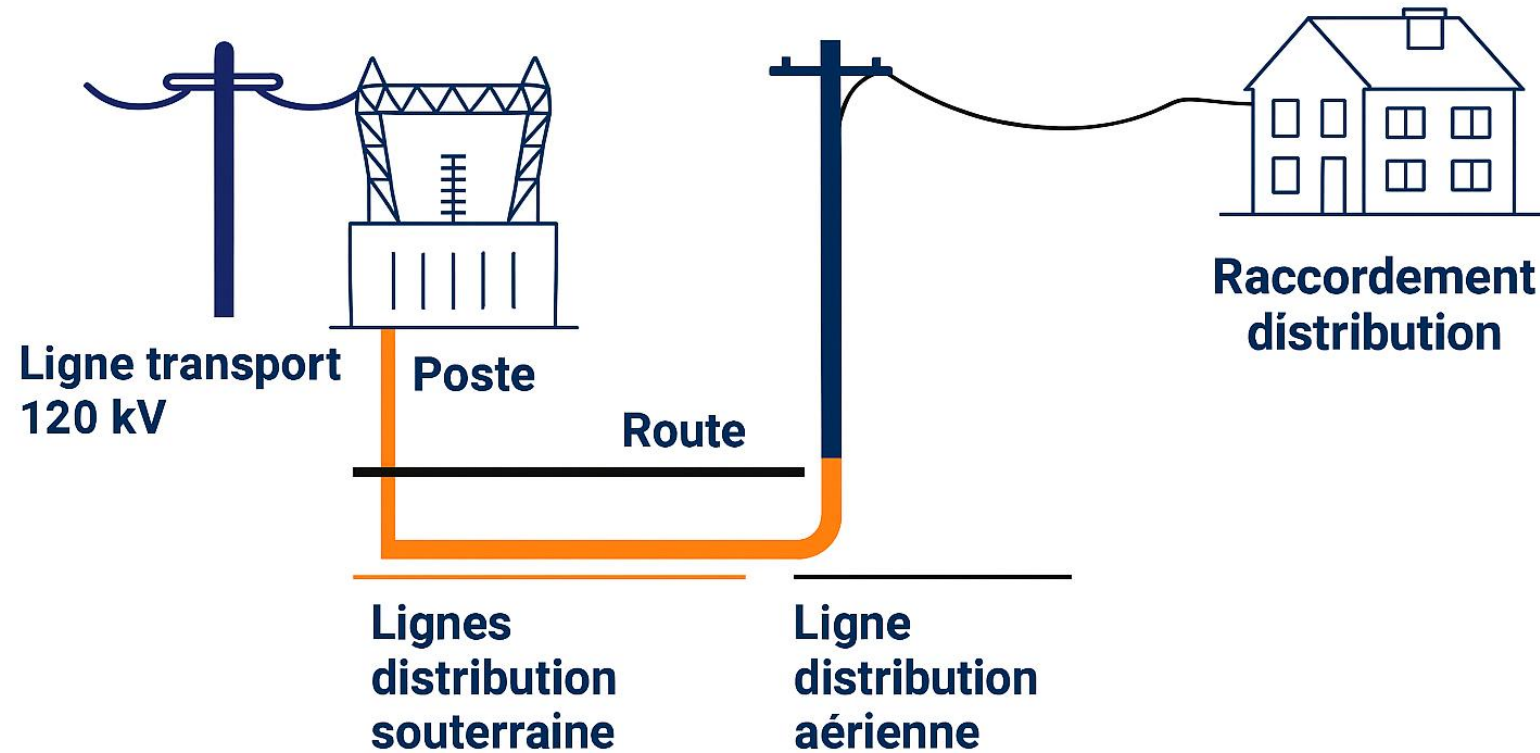 Ligne transport
120 kV
Poste
Route
Raccordement
dístribution
Lignes
distribution
souterraine
Ligne
distribution
aérienne